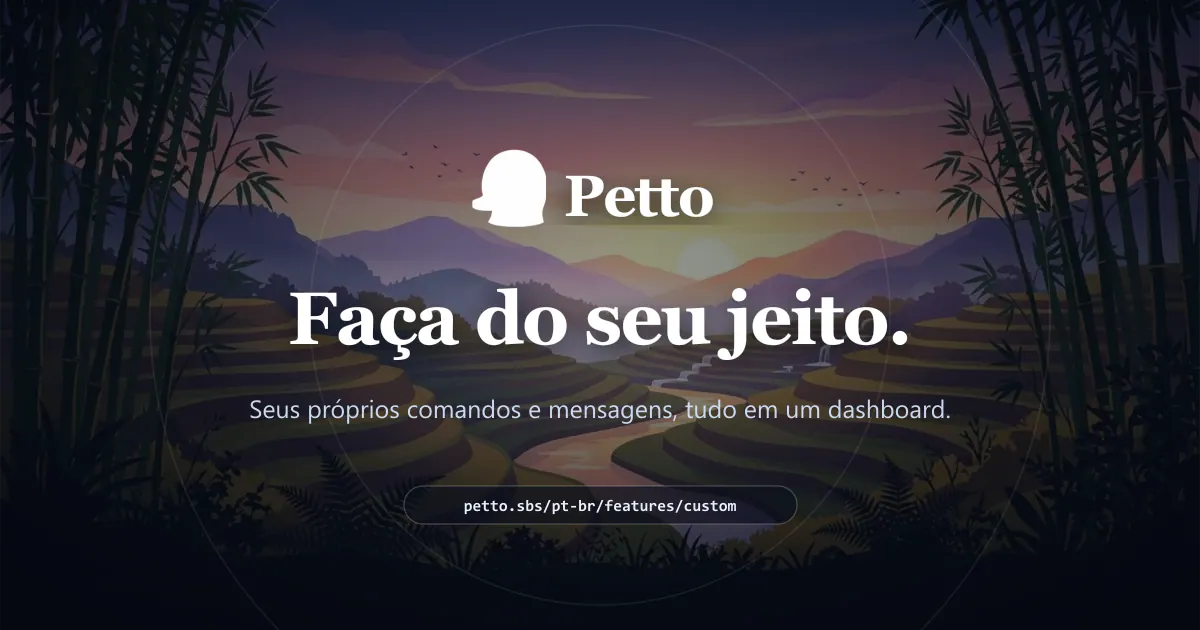 Petto
Faça do seu jeito.
Seus próprios comandos e mensagens, tudo em um dashboard.
petto.sbs/pt-br/features/custom